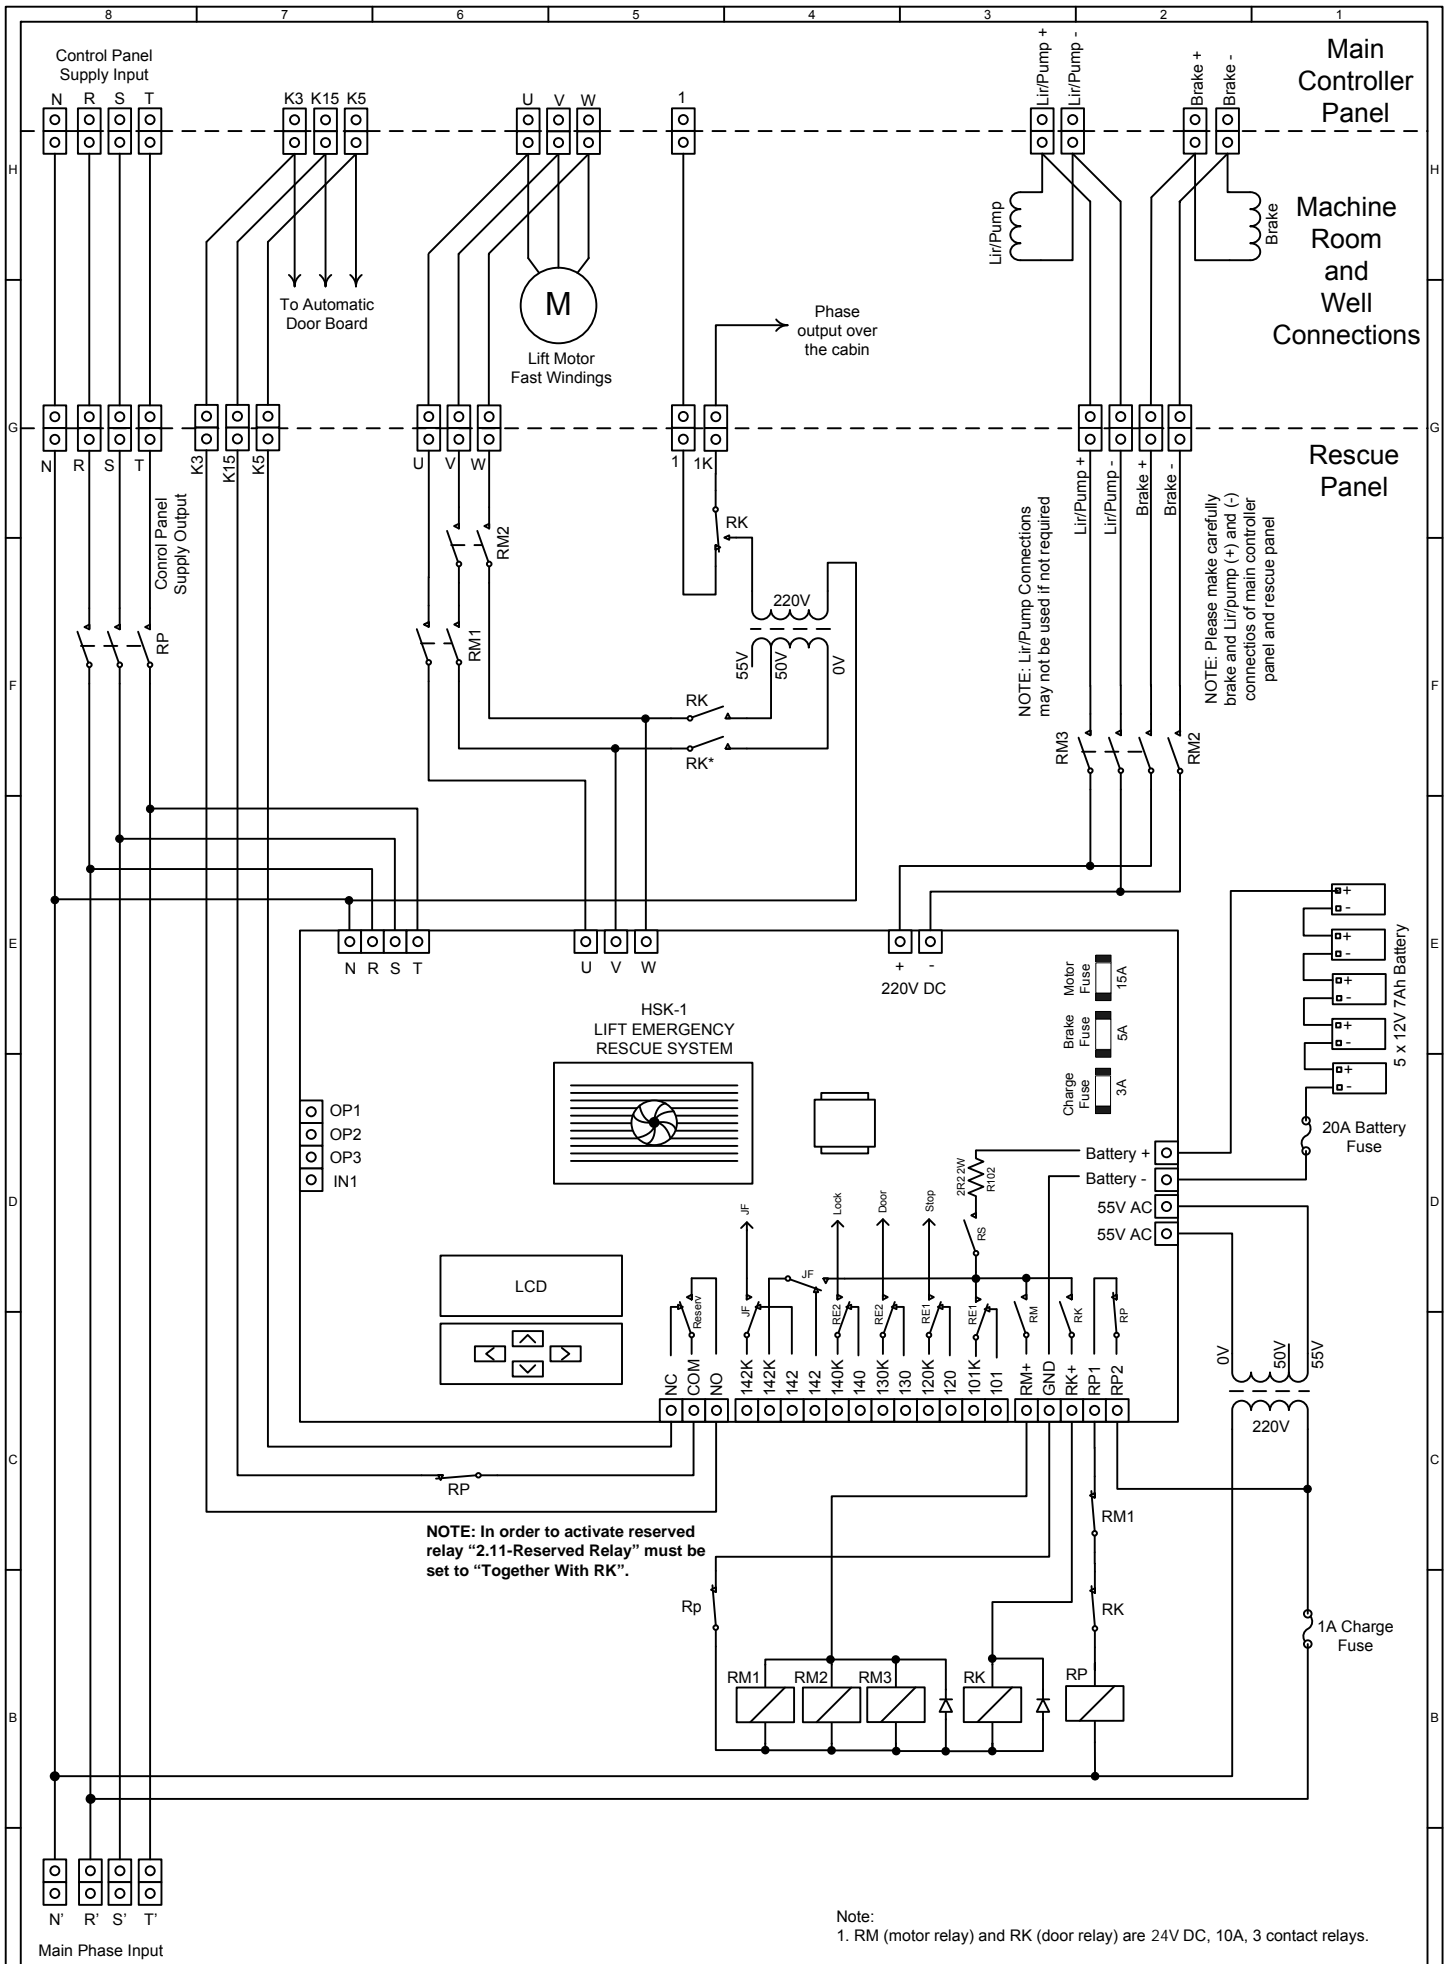 8 7 6 5 4 3 2 1
Control Panel
Supply Input
N R S T
K3 K15 K5
U V W
1
Lir/Pump +
Lir/Pump -
Brake +
Brake -
Main
Controller
Panel
H H
Lir/Pump
Brake
Machine
Room
and
Well
Connections
To Automatic
Door Board
M
Lift Motor
Fast Windings
Phase
output over
the cabin
G G
N R S T
K3 K15 K5
U V W
1 1K
Lir/Pump +
Lir/Pump -
Brake +
Brake -
Rescue
Panel
Conrol Panel
Supply Output
RP
RM2
RM1
RK
220V
55V 50V 0V
RK
RK*
NOTE: Lir/Pump Connections
may not be used if not required
NOTE: Please make carefully
brake and Lir/pump (+) and (-)
connectios of main controller
panel and rescue panel
RM3
RM2
F F
E E
N R S T
U V W
+ -
220V DC
HSK-1
LIFT EMERGENCY
RESCUE SYSTEM
Motor
Fuse
15A
Brake
Fuse
5A
Charge
Fuse
3A
+
-
+
-
+
-
+
-
+
-
5 x 12V 7Ah Battery
20A Battery
Fuse
OP1
OP2
OP3
IN1
D D
Battery +
Battery -
55V AC
55V AC
2R2 2W
R102
RS
JF
Lock
Door
Stop
LCD
Reserv
JF
JF
RE2
RE2
RE1
RE1
RM
RK
RP
NC COM NO 142K 142K 142 142 140K 140 130K 130 120K 120 101K 101 RM+ GND RK+ RP1 RP2
0V 50V 55V
220V
C C
RP
NOTE: In order to activate reserved
relay “2.11-Reserved Relay” must be
set to “Together With RK”.
RM1
Rp
RK
1A Charge
Fuse
RM1 RM2 RM3 RK RP
B B
N' R' S' T'
Main Phase Input
Note:
1. RM (motor relay) and RK (door relay) are 24V DC, 10A, 3 contact relays.